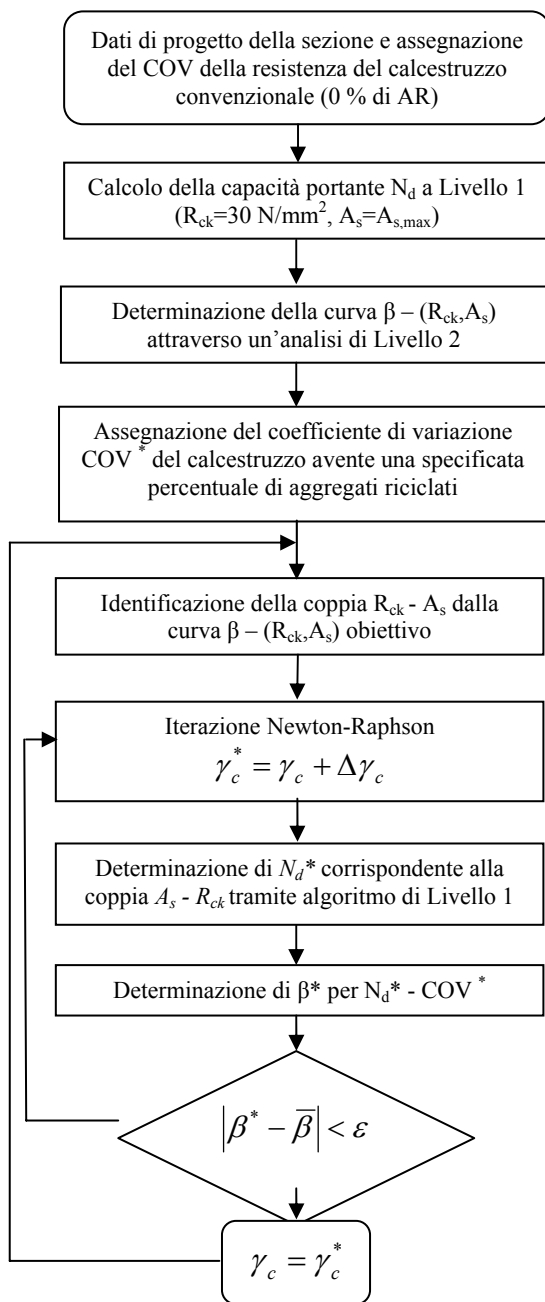 Dati di progetto della sezione e assegnazione
del COV della resistenza del calcestruzzo
convenzionale (0 % di AR)
Calcolo della capacità portante N_d a Livello 1
(R_ck=30 N/mm², A_s=A_s,max)
Determinazione della curva β – (R_ck,A_s)
attraverso un’analisi di Livello 2
Assegnazione del coefficiente di variazione
COV * del calcestruzzo avente una specificata
percentuale di aggregati riciclati
Identificazione della coppia R_ck - A_s dalla
curva β – (R_ck,A_s) obiettivo
Iterazione Newton-Raphson
γ_c^* = γ_c + Δγ_c
Determinazione di N_d* corrispondente alla
coppia A_s - R_ck tramite algoritmo di Livello 1
Determinazione di β* per N_d* - COV *
|β^* − β̅| < ε
γ_c = γ_c^*